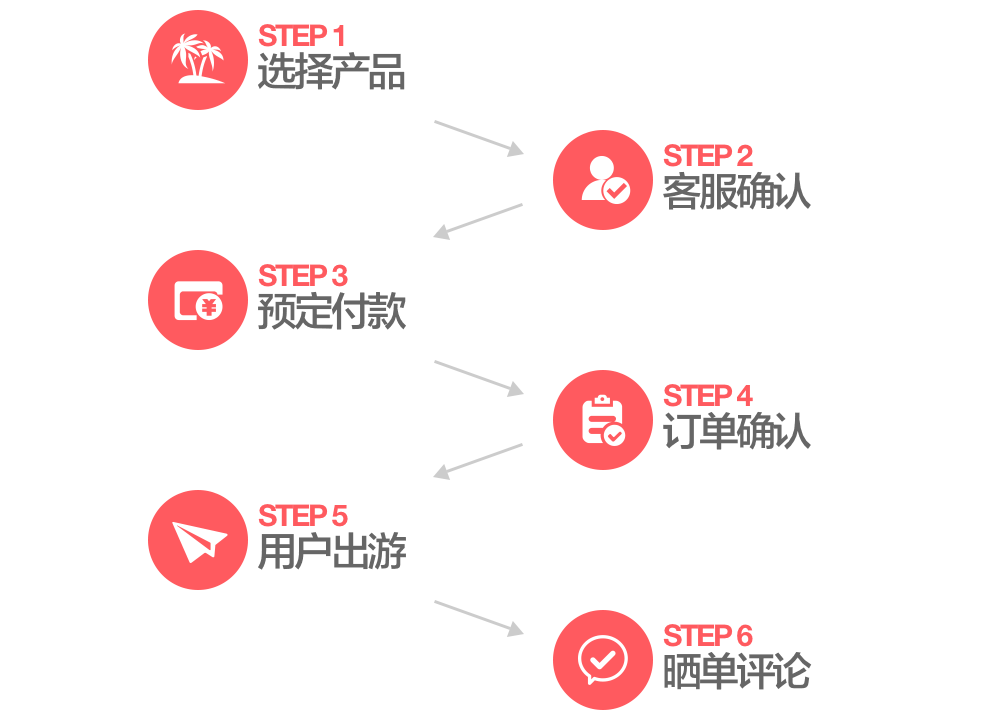 STEP 1
选择产品
STEP 2
客服确认
STEP 3
¥
预定付款
STEP 4
订单确认
STEP 5
用户出游
STEP 6
晒单评论